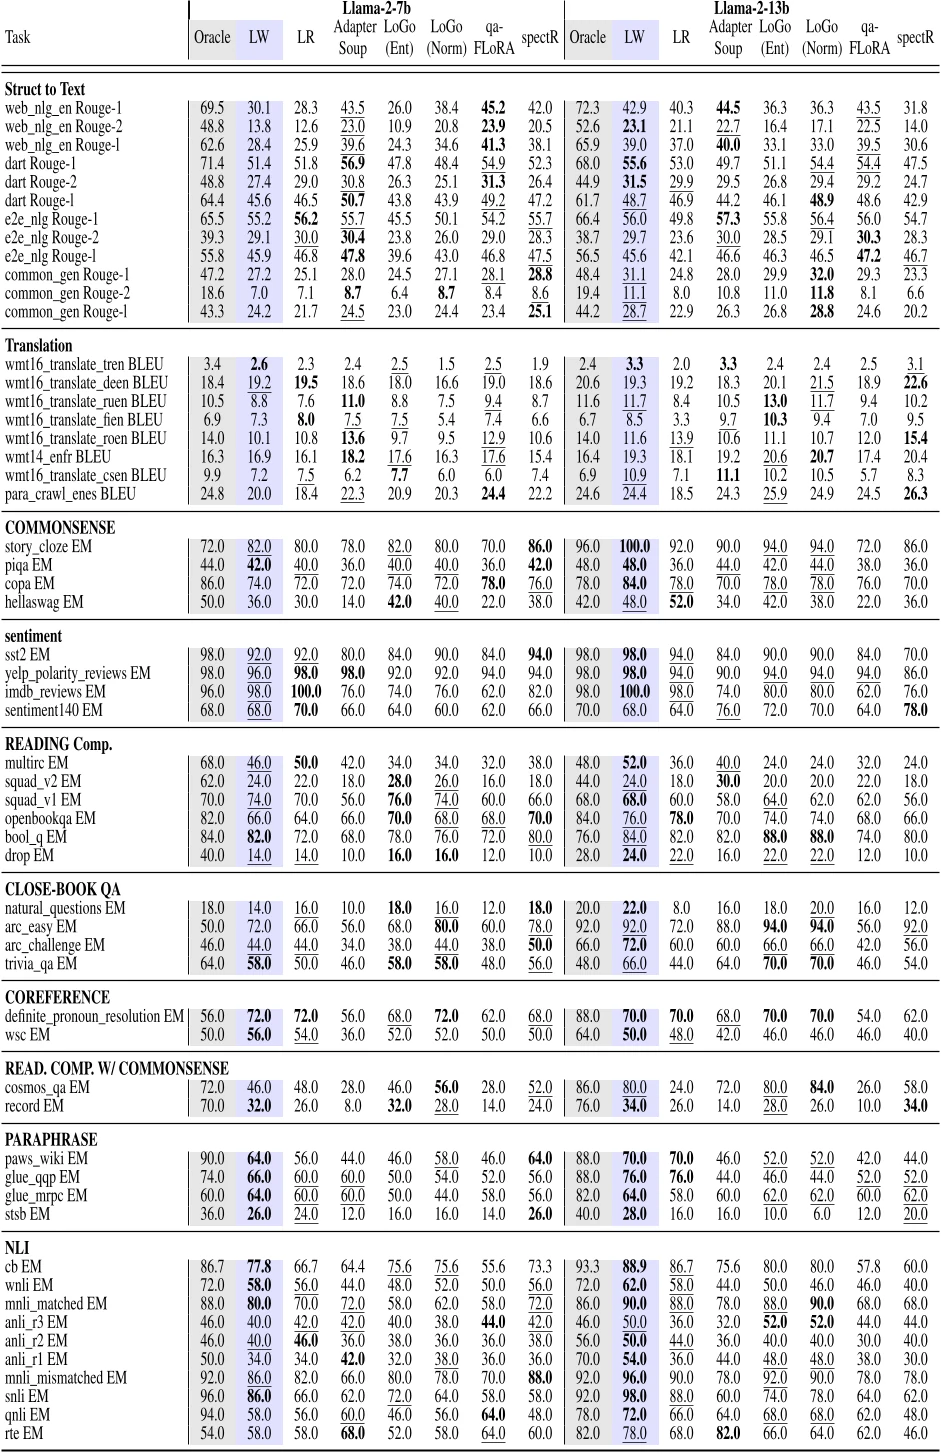 Llama-2-7b Llama-2-13b
Task Oracle LW LR Adapter Soup LoGo (Ent) LoGo (Norm) qa-FLoRA spectR Oracle LW LR Adapter Soup LoGo (Ent) LoGo (Norm) qa-FLoRA spectR
Struct to Text
web_nlg_en Rouge-1 69.5 30.1 28.3 43.5 26.0 38.4 45.2 42.0 72.3 42.9 40.3 44.5 36.3 36.3 43.5 31.8
web_nlg_en Rouge-2 48.8 13.8 12.6 23.0 10.9 20.8 23.9 20.5 52.6 23.1 21.1 22.7 16.4 17.1 22.5 14.0
web_nlg_en Rouge-l 62.6 28.4 25.9 39.6 24.3 34.6 41.3 38.1 65.9 39.0 37.0 40.0 33.1 33.0 39.5 30.6
dart Rouge-1 71.4 51.4 51.8 56.9 47.8 48.4 54.9 52.3 68.0 55.6 53.0 49.7 51.1 54.4 54.4 47.5
dart Rouge-2 48.8 27.4 29.0 30.8 26.3 25.1 31.3 26.4 44.9 31.5 29.9 29.5 26.8 29.4 29.2 24.7
dart Rouge-l 64.4 45.6 46.5 50.7 43.8 43.9 49.2 47.2 61.7 48.7 46.9 44.2 46.1 48.9 48.6 42.9
e2e_nlg Rouge-1 65.5 55.2 56.2 55.7 45.5 50.1 54.2 55.7 66.4 56.0 49.8 57.3 55.8 56.4 56.0 54.7
e2e_nlg Rouge-2 39.3 29.1 30.0 30.4 23.8 26.0 29.0 28.3 38.7 29.7 23.6 30.0 28.5 29.1 30.3 28.3
e2e_nlg Rouge-l 55.8 45.9 46.8 47.8 39.6 43.0 46.8 47.5 56.5 45.6 42.1 46.6 46.3 46.5 47.2 46.7
common_gen Rouge-1 47.2 27.2 25.1 28.0 24.5 27.1 28.1 28.8 48.4 31.1 24.8 28.0 29.9 32.0 29.3 23.3
common_gen Rouge-2 18.6 7.0 7.1 8.7 6.4 8.7 8.4 8.6 19.4 11.1 8.0 10.8 11.0 11.8 8.1 6.6
common_gen Rouge-l 43.3 24.2 21.7 24.5 23.0 24.4 23.4 25.1 44.2 28.7 22.9 26.3 26.8 28.8 24.6 20.2
Translation
wmt16_translate_tren BLEU 3.4 2.6 2.3 2.4 2.5 1.5 2.5 1.9 2.4 3.3 2.0 3.3 2.4 2.4 2.5 3.1
wmt16_translate_deen BLEU 18.4 19.2 19.5 18.6 18.0 16.6 19.0 18.6 20.6 19.3 19.2 18.3 20.1 21.5 18.9 22.6
wmt16_translate_ruen BLEU 10.5 8.8 7.6 11.0 8.8 7.5 9.4 8.7 11.6 11.7 8.4 10.5 13.0 11.7 9.4 10.2
wmt16_translate_fien BLEU 6.9 7.3 8.0 7.5 7.5 5.4 7.4 6.6 6.7 8.5 3.3 9.7 10.3 9.4 7.0 9.5
wmt16_translate_roen BLEU 14.0 10.1 10.8 13.6 9.7 9.5 12.9 10.6 14.0 11.6 13.9 10.6 11.1 10.7 12.0 15.4
wmt14_enfr BLEU 16.3 16.9 16.1 18.2 17.6 16.3 17.6 15.4 16.4 19.3 18.1 19.2 20.6 20.7 17.4 20.4
wmt16_translate_csen BLEU 9.9 7.2 7.5 6.2 7.7 6.0 6.0 7.4 6.9 10.9 7.1 11.1 10.2 10.5 5.7 8.3
para_crawl_enes BLEU 24.8 20.0 18.4 22.3 20.9 20.3 24.4 22.2 24.6 24.4 18.5 24.3 25.9 24.9 24.5 26.3
COMMONSENSE
story_cloze EM 72.0 82.0 80.0 78.0 82.0 80.0 70.0 86.0 96.0 100.0 92.0 90.0 94.0 94.0 72.0 86.0
piqa EM 44.0 42.0 40.0 36.0 40.0 40.0 36.0 42.0 48.0 48.0 36.0 44.0 42.0 44.0 38.0 36.0
copa EM 86.0 74.0 72.0 72.0 74.0 72.0 78.0 76.0 78.0 84.0 78.0 70.0 78.0 78.0 76.0 78.0
hellaswag EM 50.0 36.0 30.0 14.0 42.0 40.0 22.0 38.0 42.0 48.0 52.0 34.0 42.0 38.0 22.0 36.0
sentiment
sst2 EM 98.0 92.0 92.0 80.0 84.0 90.0 84.0 94.0 98.0 98.0 94.0 84.0 90.0 90.0 84.0 70.0
yelp_polarity_reviews EM 98.0 96.0 98.0 98.0 92.0 92.0 94.0 94.0 98.0 98.0 94.0 90.0 94.0 94.0 94.0 86.0
imdb_reviews EM 96.0 98.0 100.0 76.0 74.0 76.0 62.0 82.0 98.0 100.0 98.0 74.0 80.0 80.0 62.0 76.0
sentiment140 EM 68.0 68.0 70.0 66.0 64.0 60.0 62.0 66.0 70.0 68.0 64.0 76.0 72.0 70.0 64.0 78.0
READING Comp.
multirc EM 68.0 46.0 50.0 42.0 34.0 34.0 32.0 38.0 48.0 52.0 36.0 40.0 24.0 24.0 32.0 24.0
squad_v2 EM 62.0 24.0 22.0 18.0 28.0 26.0 16.0 18.0 44.0 24.0 18.0 30.0 20.0 20.0 22.0 18.0
squad_v1 EM 70.0 74.0 70.0 56.0 76.0 74.0 60.0 66.0 68.0 68.0 60.0 58.0 64.0 62.0 62.0 56.0
openbookqa EM 82.0 66.0 64.0 66.0 70.0 68.0 68.0 70.0 84.0 76.0 78.0 70.0 74.0 74.0 68.0 66.0
bool_q EM 84.0 82.0 72.0 68.0 78.0 76.0 72.0 80.0 76.0 84.0 82.0 82.0 88.0 88.0 74.0 80.0
drop EM 40.0 14.0 14.0 10.0 16.0 16.0 12.0 10.0 28.0 24.0 22.0 16.0 22.0 22.0 12.0 10.0
CLOSE-BOOK QA
natural_questions EM 18.0 14.0 16.0 10.0 18.0 16.0 12.0 18.0 20.0 22.0 8.0 16.0 18.0 20.0 16.0 12.0
arc_easy EM 50.0 72.0 66.0 56.0 68.0 80.0 60.0 78.0 92.0 92.0 72.0 88.0 94.0 94.0 56.0 92.0
arc_challenge EM 46.0 44.0 44.0 34.0 38.0 44.0 38.0 50.0 66.0 72.0 60.0 60.0 66.0 66.0 42.0 56.0
trivia_qa EM 64.0 58.0 50.0 46.0 58.0 58.0 48.0 56.0 48.0 66.0 44.0 64.0 70.0 70.0 46.0 54.0
COREFERENCE
definite_pronoun_resolution EM 56.0 72.0 72.0 56.0 68.0 72.0 62.0 68.0 88.0 70.0 70.0 68.0 70.0 70.0 54.0 62.0
wsc EM 50.0 56.0 54.0 36.0 52.0 52.0 50.0 50.0 64.0 50.0 48.0 42.0 46.0 46.0 46.0 40.0
READ. COMP. W/ COMMONSENSE
cosmos_qa EM 72.0 46.0 48.0 28.0 46.0 56.0 28.0 52.0 86.0 80.0 24.0 72.0 80.0 84.0 26.0 58.0
record EM 70.0 32.0 26.0 8.0 32.0 28.0 14.0 24.0 76.0 34.0 26.0 14.0 28.0 26.0 10.0 34.0
PARAPHRASE
paws_wiki EM 90.0 64.0 56.0 44.0 46.0 58.0 46.0 64.0 88.0 70.0 70.0 46.0 52.0 52.0 42.0 44.0
glue_qqp EM 74.0 66.0 60.0 60.0 50.0 54.0 52.0 56.0 88.0 76.0 76.0 44.0 46.0 44.0 52.0 52.0
glue_mrpc EM 60.0 64.0 60.0 60.0 50.0 44.0 58.0 56.0 82.0 64.0 58.0 60.0 62.0 62.0 60.0 62.0
stsb EM 36.0 26.0 24.0 12.0 16.0 16.0 14.0 26.0 40.0 28.0 16.0 16.0 10.0 6.0 12.0 20.0
NLI
cb EM 86.7 77.8 66.7 64.4 75.6 75.6 55.6 73.3 93.3 88.9 86.7 75.6 80.0 80.0 57.8 60.0
wnli EM 72.0 58.0 56.0 44.0 48.0 52.0 50.0 56.0 72.0 62.0 58.0 44.0 50.0 46.0 46.0 40.0
mnli_matched EM 88.0 80.0 70.0 72.0 58.0 62.0 58.0 72.0 86.0 90.0 88.0 78.0 88.0 90.0 68.0 68.0
anli_r3 EM 46.0 40.0 42.0 42.0 40.0 38.0 44.0 42.0 46.0 50.0 36.0 32.0 52.0 52.0 44.0 44.0
anli_r2 EM 46.0 40.0 46.0 36.0 38.0 36.0 36.0 38.0 56.0 50.0 44.0 36.0 40.0 40.0 30.0 40.0
anli_r1 EM 50.0 34.0 34.0 42.0 32.0 38.0 36.0 36.0 70.0 54.0 36.0 44.0 48.0 48.0 38.0 30.0
mnli_mismatched EM 92.0 86.0 82.0 66.0 80.0 78.0 70.0 88.0 92.0 96.0 90.0 78.0 92.0 90.0 78.0 78.0
snli EM 96.0 86.0 66.0 62.0 72.0 64.0 58.0 58.0 92.0 98.0 88.0 60.0 74.0 78.0 64.0 62.0
qnli EM 94.0 58.0 56.0 60.0 46.0 56.0 64.0 48.0 78.0 72.0 66.0 64.0 68.0 68.0 62.0 48.0
rte EM 54.0 58.0 58.0 68.0 52.0 58.0 64.0 60.0 82.0 78.0 68.0 82.0 66.0 64.0 62.0 46.0